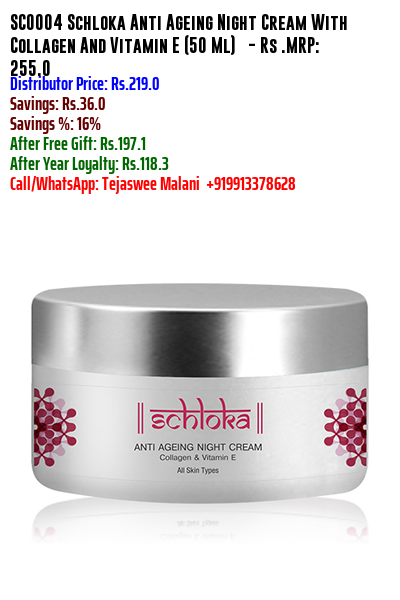 SC0004 Schloka Anti Ageing Night Cream With
Collagen And Vitamin E (50 Ml) - Rs .MRP:
255.0
Distributor Price: Rs.219.0
Savings: Rs.36.0
Savings %: 16%
After Free Gift: Rs.197.1
After Year Loyalty: Rs.118.3
Call/WhatsApp: Tejaswee Malani +919913378628
schloka
ANTI AGEING NIGHT CREAM
Collagen & Vitamin E
All Skin Types